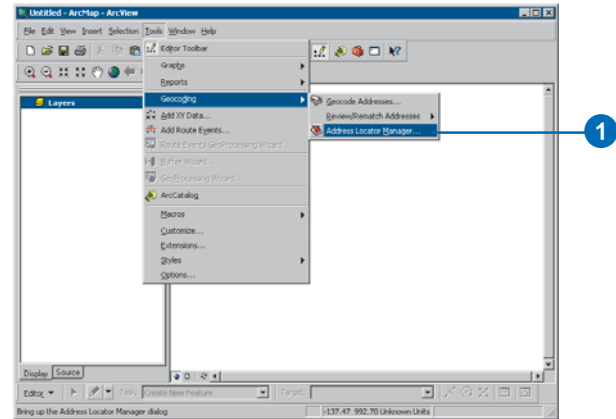 Untitled - ArcMap - ArcView
File Edit View Insert Selection Tools Window Help
Editor Toolbar
Graphs
Reports
Geocoding
Add XY Data...
Add Route Events...
Route Events GeoProcessing Wizard...
Buffer Wizard...
GeoProcessing Wizard...
ArcCatalog
Macros
Customize...
Extensions...
Styles
Options...
Geocode Addresses...
Review/Rematch Addresses
Address Locator Manager...
1
Layers
Display Source
Editor Task: Create New Feature Target:
Bring up the Address Locator Manager dialog -137.47 992.70 Unknown Units